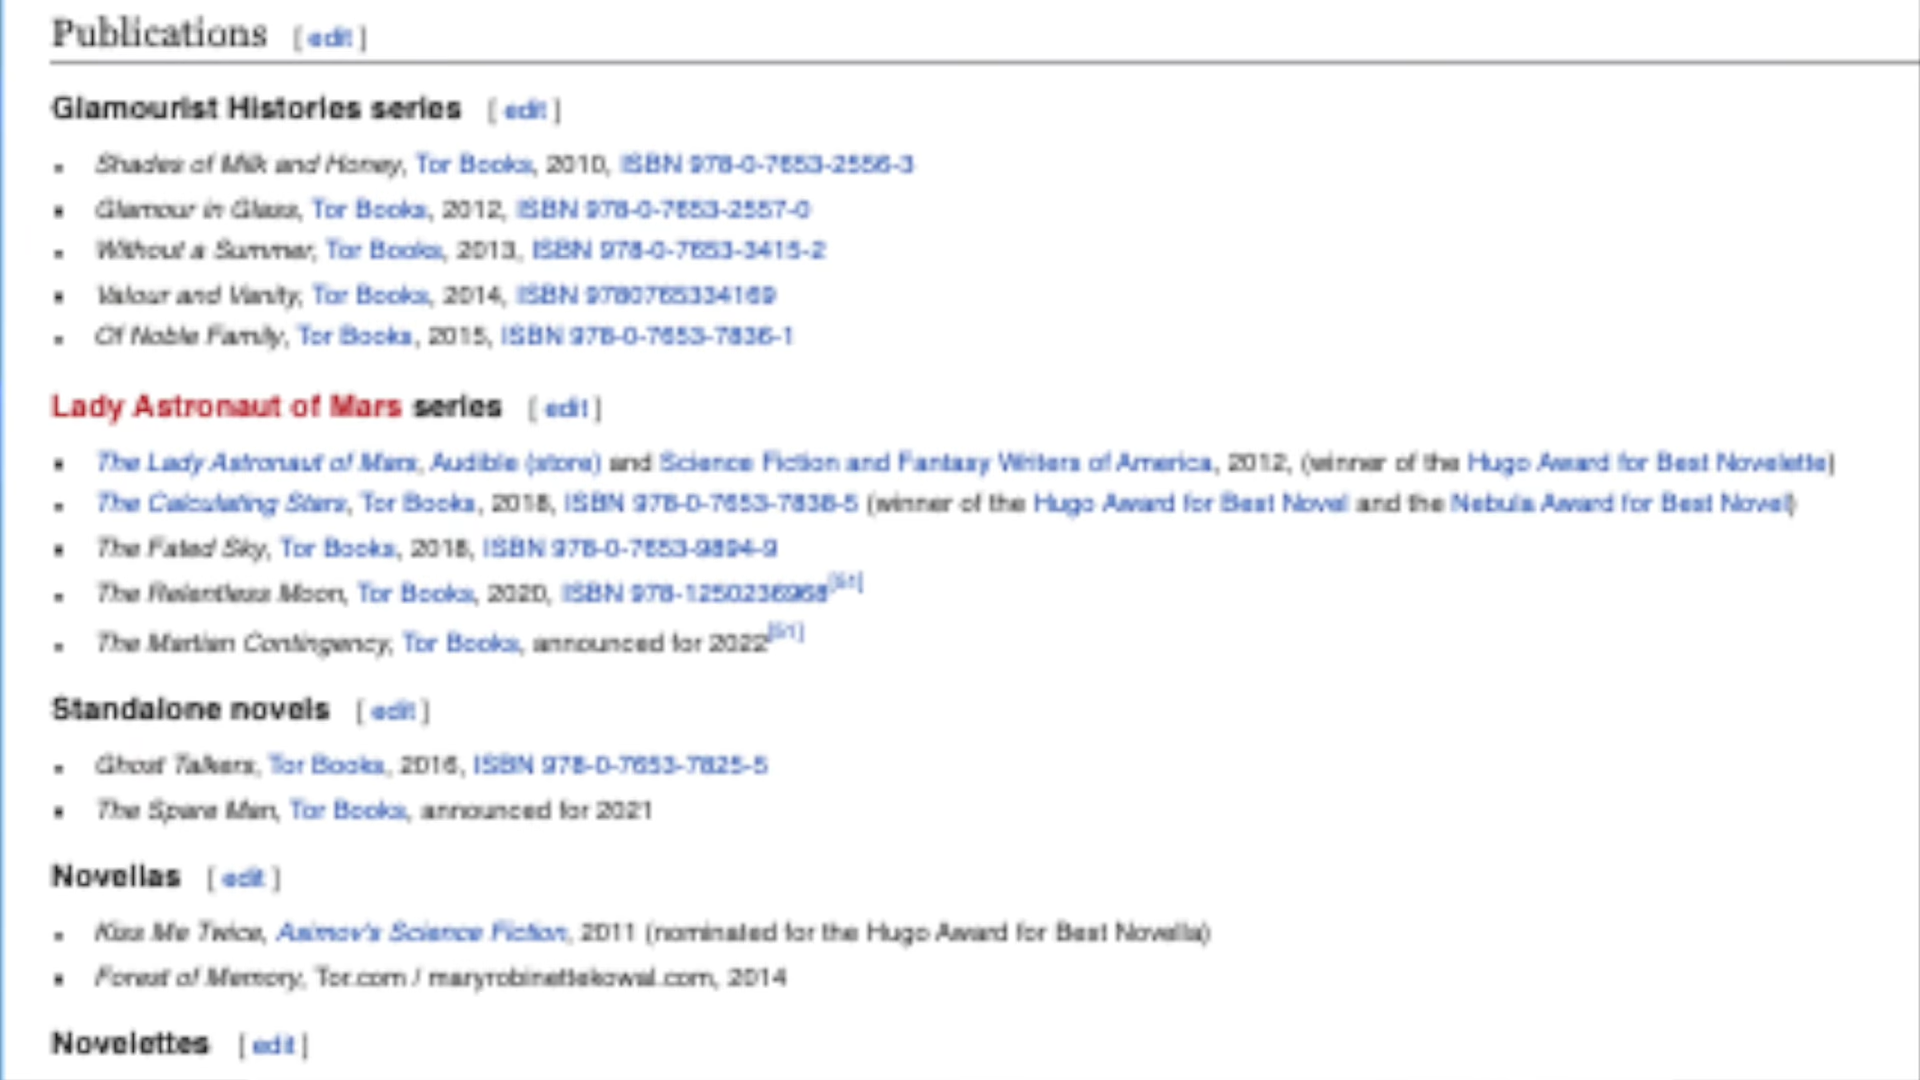 Publications [ edit ]
Glamourist Histories series [ edit ]
Shades of Milk and Honey, Tor Books, 2010, ISBN 978-0-7653-2556-3
Glamour in Glass, Tor Books, 2012, ISBN 978-0-7653-2557-0
Without a Summer, Tor Books, 2013, ISBN 978-0-7653-3415-2
Valour and Vanity, Tor Books, 2014, ISBN 9780765334169
Of Noble Family, Tor Books, 2015, ISBN 978-0-7653-7836-1
Lady Astronaut of Mars series [ edit ]
The Lady Astronaut of Mars, Audible (store) and Science Fiction and Fantasy Writers of America, 2012, (winner of the Hugo Award for Best Novelette)
The Calculating Stars, Tor Books, 2018, ISBN 978-0-7653-7838-5 (winner of the Hugo Award for Best Novel and the Nebula Award for Best Novel)
The Fated Sky, Tor Books, 2018, ISBN 978-0-7653-9894-9
The Relentless Moon, Tor Books, 2020, ISBN 978-1250236968[51]
The Martian Contingency, Tor Books, announced for 2022[51]
Standalone novels [ edit ]
Ghost Talkers, Tor Books, 2016, ISBN 978-0-7653-7825-5
The Spare Man, Tor Books, announced for 2021
Novellas [ edit ]
Kiss Me Twice, Asimov's Science Fiction, 2011 (nominated for the Hugo Award for Best Novella)
Forest of Memory, Tor.com / maryrobinettekowal.com, 2014
Novelettes [ edit ]